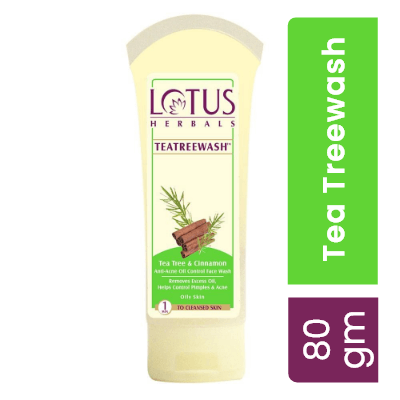 LOTUS
HERBALS
TEATREEWASH™
Tea Tree & Cinnamon
Anti-Acne Oil Control Face Wash
Removes Excess Oil
Helps Control Pimples & Acne
Oily Skin
1
TO CLEANSED SKIN
Tea Treewash
80
gm